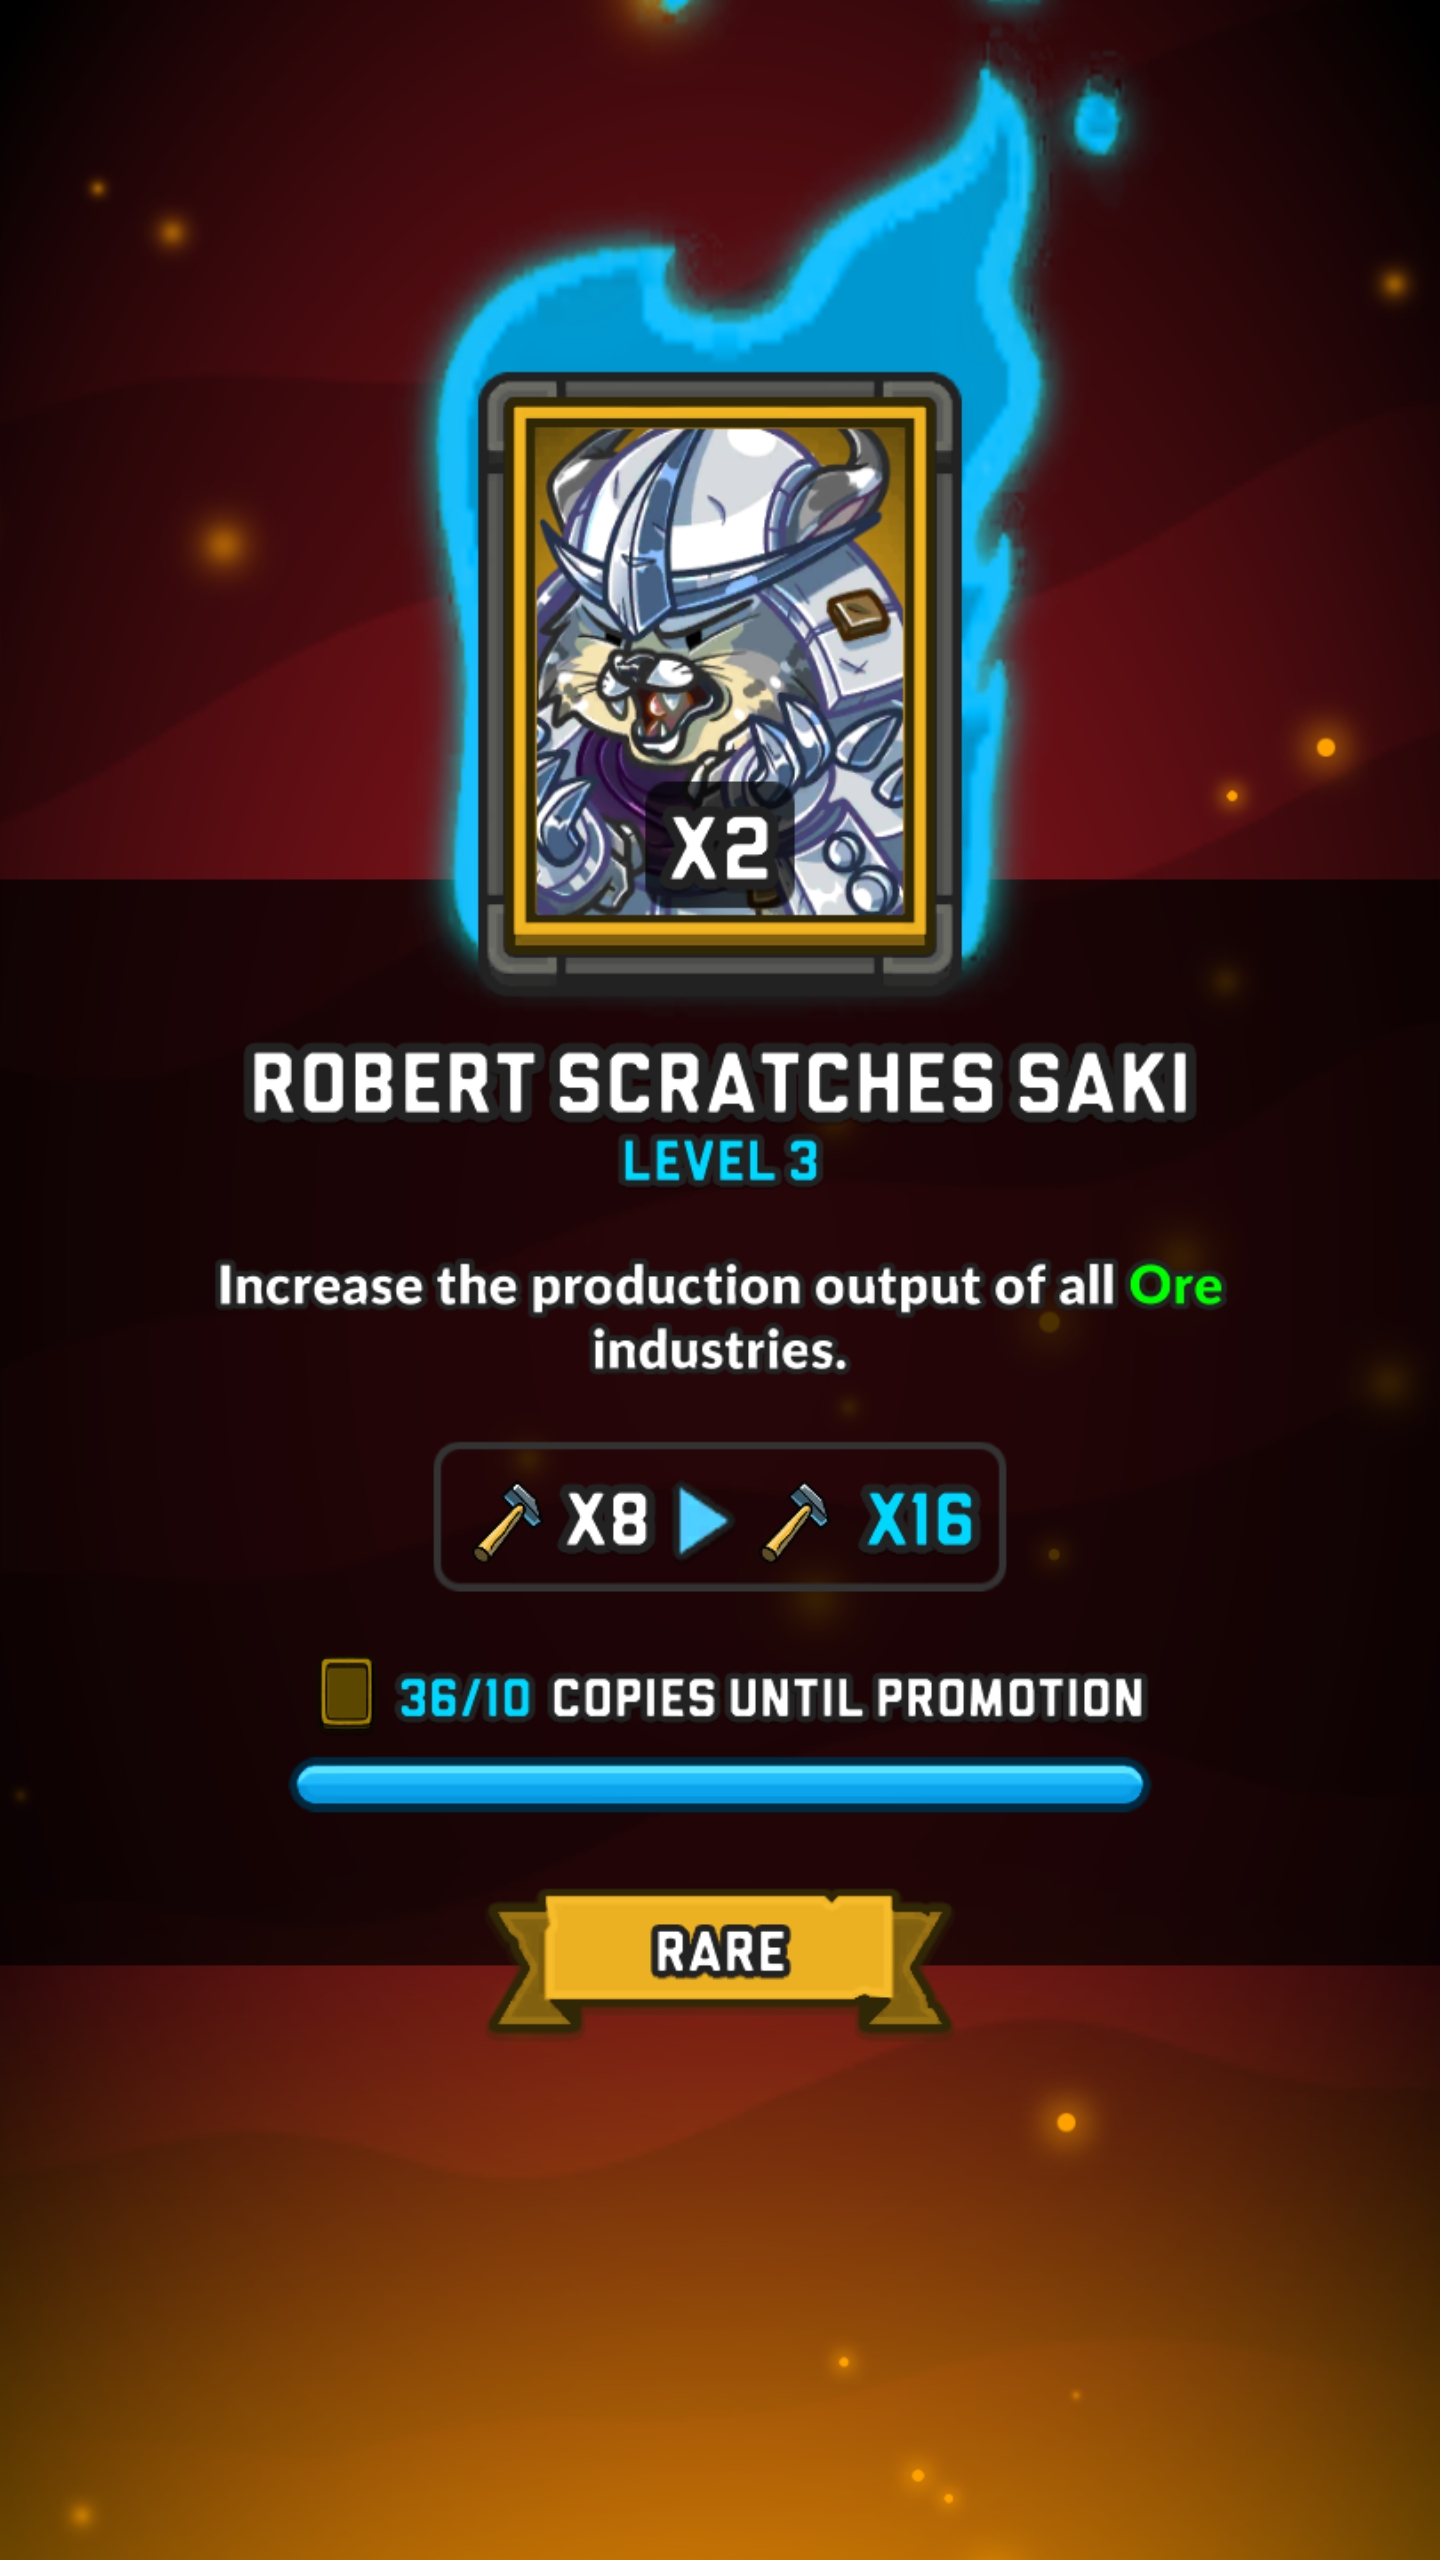 X2
ROBERT SCRATCHES SAKI
LEVEL 3
Increase the production output of all Ore
industries.
X8 X16
36/10 COPIES UNTIL PROMOTION
RARE